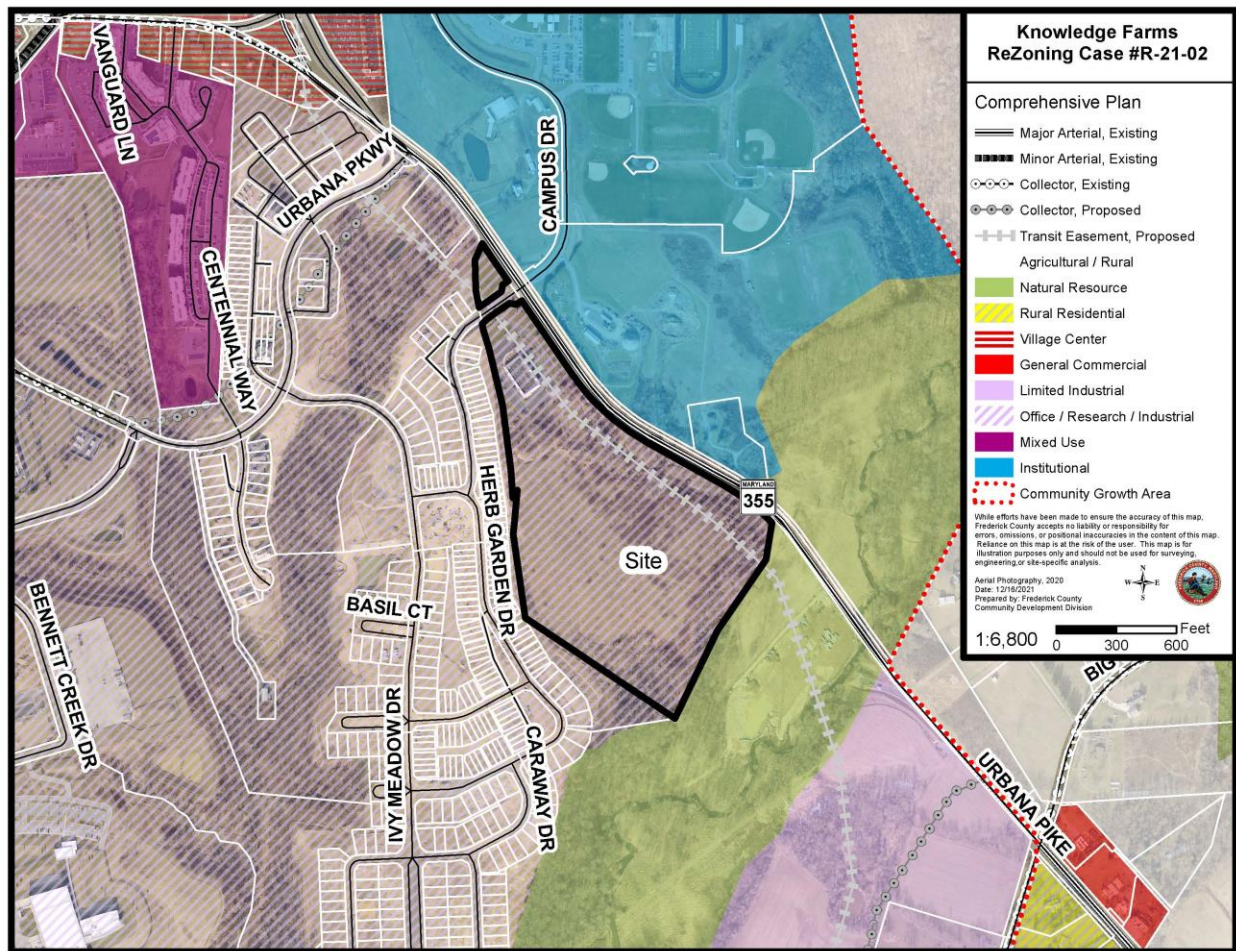 Knowledge Farms
ReZoning Case #R-21-02
Comprehensive Plan
Major Arterial, Existing
Minor Arterial, Existing
Collector, Existing
Collector, Proposed
Transit Easement, Proposed
Agricultural / Rural
Natural Resource
Rural Residential
Village Center
General Commercial
Limited Industrial
Office / Research / Industrial
Mixed Use
Institutional
Community Growth Area
While efforts have been made to ensure the accuracy of this map,
Frederick County accepts no liability or responsibility for
errors, omissions, or positional inaccuracies in the content of this map.
Reliance on this map is at the risk of the user. This map is for
illustration purposes only and should not be used for surveying,
engineering,or site-specific analysis.
Aerial Photography, 2020
Date: 12/16/2021
Prepared by: Frederick County
Community Development Division
N
W E
S
1:6,800
0 300 600
Feet
VANGUARD LN
URBANA PKWY
CAMPUS DR
CENTENNIAL WAY
HERB GARDEN DR
MARYLAND
355
Site
BASIL CT
BENNETT CREEK DR
IVY MEADOW DR
CARAWAY DR
URBANA PIKE
BIG